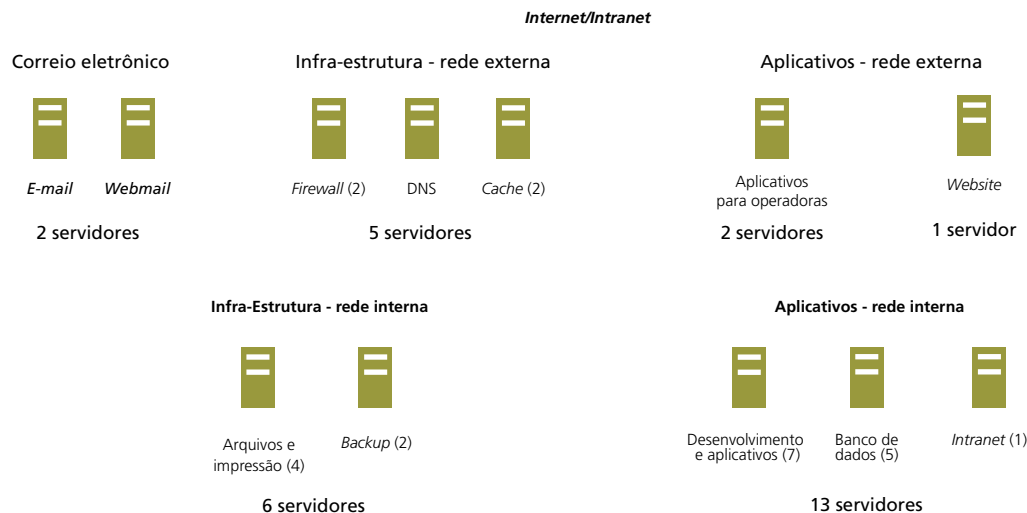 Internet/Intranet
Correio eletrônico
E-mail
Webmail
2 servidores
Infra-estrutura - rede externa
Firewall (2)
DNS
Cache (2)
5 servidores
Aplicativos - rede externa
Aplicativos
para operadoras
2 servidores
Website
1 servidor
Infra-Estrutura - rede interna
Arquivos e
impressão (4)
Backup (2)
6 servidores
Aplicativos - rede interna
Desenvolvimento
e aplicativos (7)
Banco de
dados (5)
Intranet (1)
13 servidores